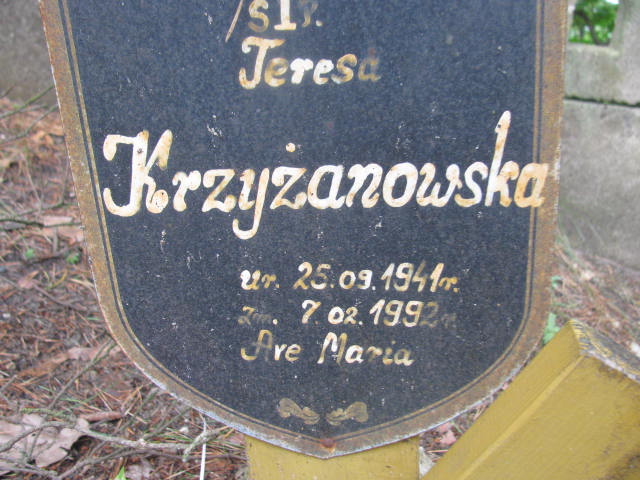 /ŚP.
Teresa
Krzyżanowska
ur. 25.09.1941r.
zm. 7.02.1992r.
Ave Maria